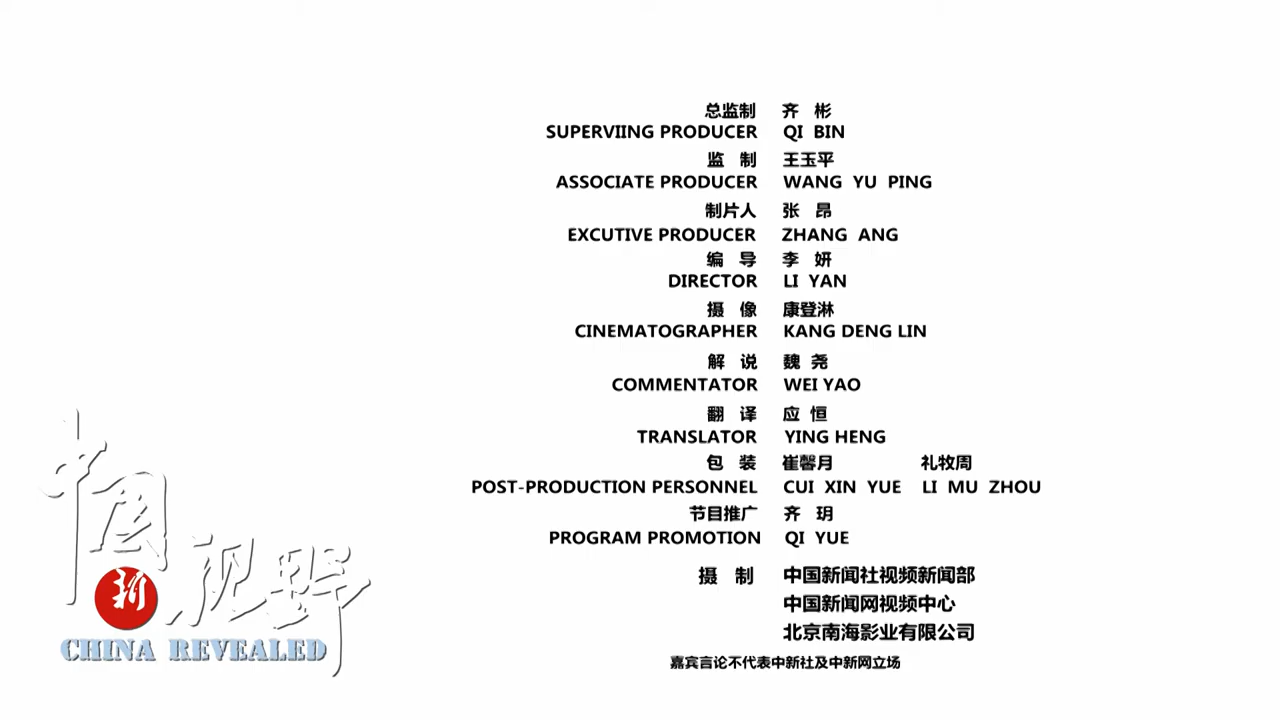 总监制 齐 彬
SUPERVIING PRODUCER QI BIN
监 制 王玉平
ASSOCIATE PRODUCER WANG YU PING
制片人 张 昂
EXCUTIVE PRODUCER ZHANG ANG
编 导 李 妍
DIRECTOR LI YAN
摄 像 康登淋
CINEMATOGRAPHER KANG DENG LIN
解 说 魏 尧
COMMENTATOR WEI YAO
翻 译 应 恒
TRANSLATOR YING HENG
包 装 崔馨月 礼牧周
POST-PRODUCTION PERSONNEL CUI XIN YUE LI MU ZHOU
节目推广 齐 玥
PROGRAM PROMOTION QI YUE
摄 制 中国新闻社视频新闻部
中国新闻网视频中心
北京南海影业有限公司
嘉宾言论不代表中新社及中新网立场
中国
新 视野
CHINA REVEALED